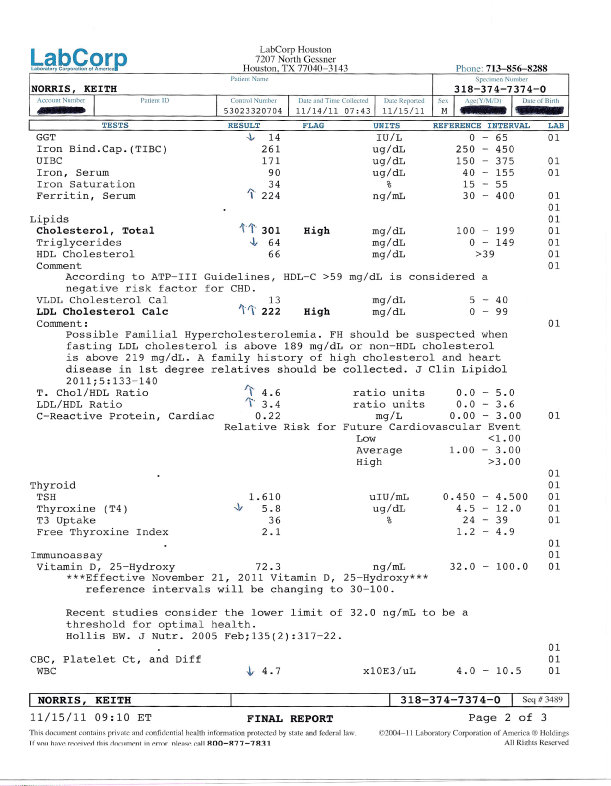 LabCorp
Laboratory Corporation of America
LabCorp Houston
7207 North Gessner
Houston, TX 77040-3143
Phone: 713-856-8288
Patient Name Specimen Number
NORRIS, KEITH 318-374-7374-0
Account Number Patient ID Control Number Date and Time Collected Date Reported Sex Age(Y/M/D) Date of Birth
53023320704 11/14/11 07:43 11/15/11 M
TESTS RESULT FLAG UNITS REFERENCE INTERVAL LAB
GGT ↓ 14 IU/L 0 - 65 01
Iron Bind.Cap.(TIBC) 261 ug/dL 250 - 450
UIBC 171 ug/dL 150 - 375 01
Iron, Serum 90 ug/dL 40 - 155 01
Iron Saturation 34 % 15 - 55
Ferritin, Serum ↑ 224 ng/mL 30 - 400 01
01
Lipids 01
Cholesterol, Total ↑↑ 301 High mg/dL 100 - 199 01
Triglycerides ↓ 64 mg/dL 0 - 149 01
HDL Cholesterol 66 mg/dL >39 01
Comment 01
According to ATP-III Guidelines, HDL-C >59 mg/dL is considered a
negative risk factor for CHD.
VLDL Cholesterol Cal 13 mg/dL 5 - 40
LDL Cholesterol Calc ↑↑ 222 High mg/dL 0 - 99
Comment: 01
Possible Familial Hypercholesterolemia. FH should be suspected when
fasting LDL cholesterol is above 189 mg/dL or non-HDL cholesterol
is above 219 mg/dL. A family history of high cholesterol and heart
disease in 1st degree relatives should be collected. J Clin Lipidol
2011;5:133-140
T. Chol/HDL Ratio ↑ 4.6 ratio units 0.0 - 5.0
LDL/HDL Ratio ↑ 3.4 ratio units 0.0 - 3.6
C-Reactive Protein, Cardiac 0.22 mg/L 0.00 - 3.00 01
Relative Risk for Future Cardiovascular Event
Low <1.00
Average 1.00 - 3.00
High >3.00
01
Thyroid 01
TSH 1.610 uIU/mL 0.450 - 4.500 01
Thyroxine (T4) ↓ 5.8 ug/dL 4.5 - 12.0 01
T3 Uptake 36 % 24 - 39 01
Free Thyroxine Index 2.1 1.2 - 4.9
01
Immunoassay 01
Vitamin D, 25-Hydroxy 72.3 ng/mL 32.0 - 100.0 01
***Effective November 21, 2011 Vitamin D, 25-Hydroxy***
reference intervals will be changing to 30-100.
Recent studies consider the lower limit of 32.0 ng/mL to be a
threshold for optimal health.
Hollis BW. J Nutr. 2005 Feb;135(2):317-22.
01
CBC, Platelet Ct, and Diff 01
WBC ↓ 4.7 x10E3/uL 4.0 - 10.5 01
NORRIS, KEITH 318-374-7374-0 Seq # 3489
11/15/11 09:10 ET FINAL REPORT Page 2 of 3
This document contains private and confidential health information protected by state and federal law. ©2004-11 Laboratory Corporation of America ® Holdings
If you have received this document in error, please call 800-877-7831 All Rights Reserved